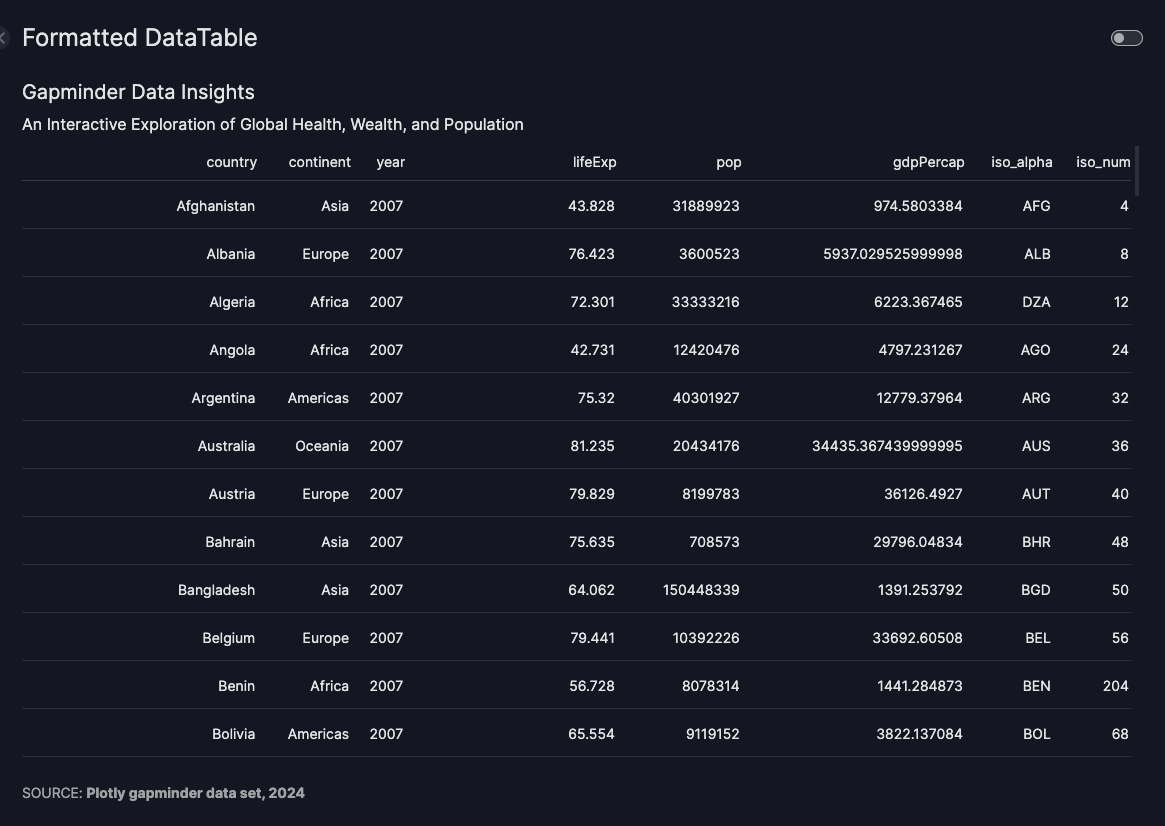 Formatted DataTable
Gapminder Data Insights
An Interactive Exploration of Global Health, Wealth, and Population
country continent year lifeExp pop gdpPercap iso_alpha iso_num
Afghanistan Asia 2007 43.828 31889923 974.5803384 AFG 4
Albania Europe 2007 76.423 3600523 5937.029525999998 ALB 8
Algeria Africa 2007 72.301 33333216 6223.367465 DZA 12
Angola Africa 2007 42.731 12420476 4797.231267 AGO 24
Argentina Americas 2007 75.32 40301927 12779.37964 ARG 32
Australia Oceania 2007 81.235 20434176 34435.367439999995 AUS 36
Austria Europe 2007 79.829 8199783 36126.4927 AUT 40
Bahrain Asia 2007 75.635 708573 29796.04834 BHR 48
Bangladesh Asia 2007 64.062 150448339 1391.253792 BGD 50
Belgium Europe 2007 79.441 10392226 33692.60508 BEL 56
Benin Africa 2007 56.728 8078314 1441.284873 BEN 204
Bolivia Americas 2007 65.554 9119152 3822.137084 BOL 68
SOURCE: Plotly gapminder data set, 2024